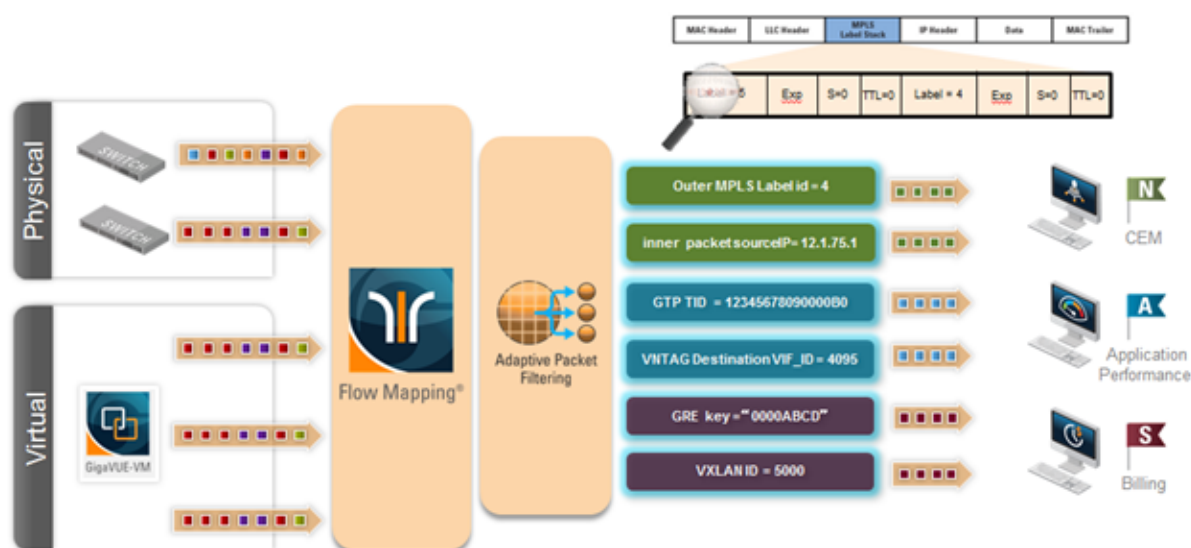 MAC Header LLC Header MPLS Label Stack IP Header Data MAC Trailer
Label = 5 Exp S=0 TTL=0 Label = 4 Exp S=0 TTL=0
Physical
SWITCH
SWITCH
Virtual
GigaVUE-VM
Flow Mapping®
Adaptive Packet
Filtering
Outer MPLS Label id = 4
inner packet sourceIP= 12.1.75.1
GTP TID = 12345678090000B0
VNTAG Destination VIF_ID = 4095
GRE key =“0000ABCD”
VXLAN ID = 5000
N
CEM
A
Application
Performance
S
Billing